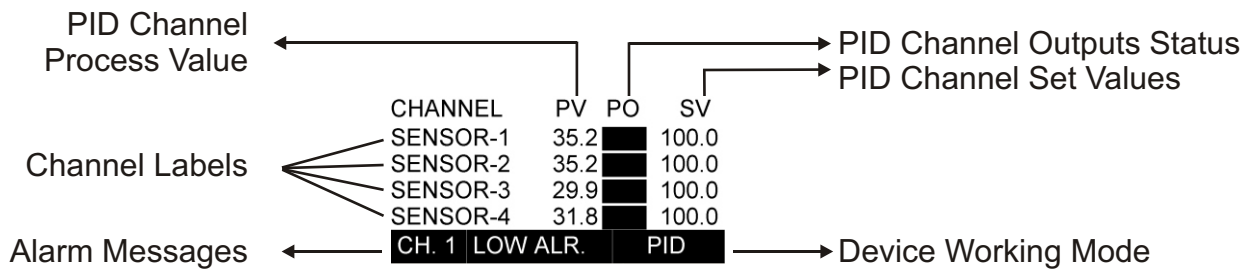 PID Channel
Process Value
PID Channel Outputs Status
PID Channel Set Values
CHANNEL PV PO SV
SENSOR-1 35.2 100.0
SENSOR-2 35.2 100.0
SENSOR-3 29.9 100.0
SENSOR-4 31.8 100.0
Channel Labels
Alarm Messages
CH. 1 LOW ALR. PID
Device Working Mode